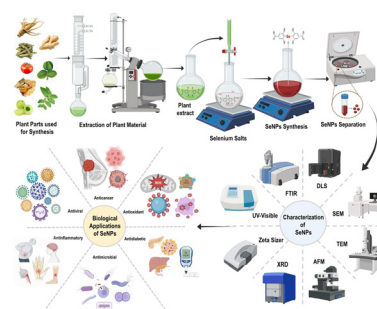 Plant Parts used
for Synthesis
Extraction of Plant Material
Plant
extract
Selenium Salts
SeNPs Synthesis
SeNPs Separation
Anticancer
Antioxidant
Antiviral
Biological
Applications
of SeNPs
Antidiabetic
Antiinflammatory
Antimicrobial
DLS
FTIR
SEM
UV-Visible
Characterization
of
SeNPs
TEM
Zeta Sizer
AFM
XRD